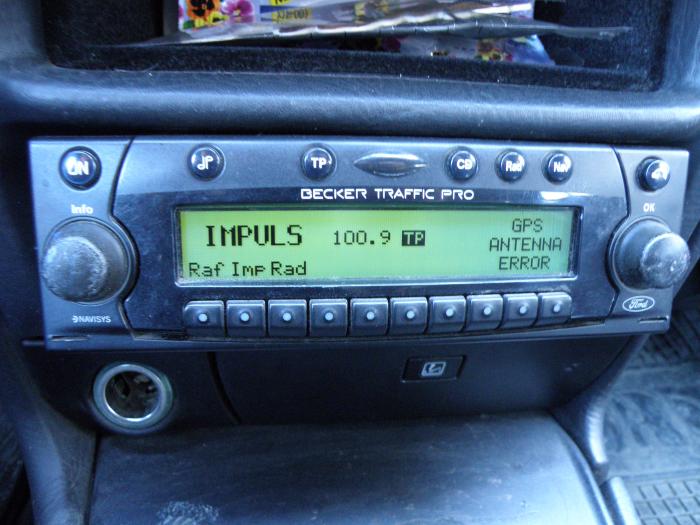 UN
TP
CD
Rad
Nav
BECKER TRAFFIC PRO
Info
OK
IMPULS 100.9 TP
GPS
ANTENNA
ERROR
Raf Imp Rad
NAVISYS
Ford